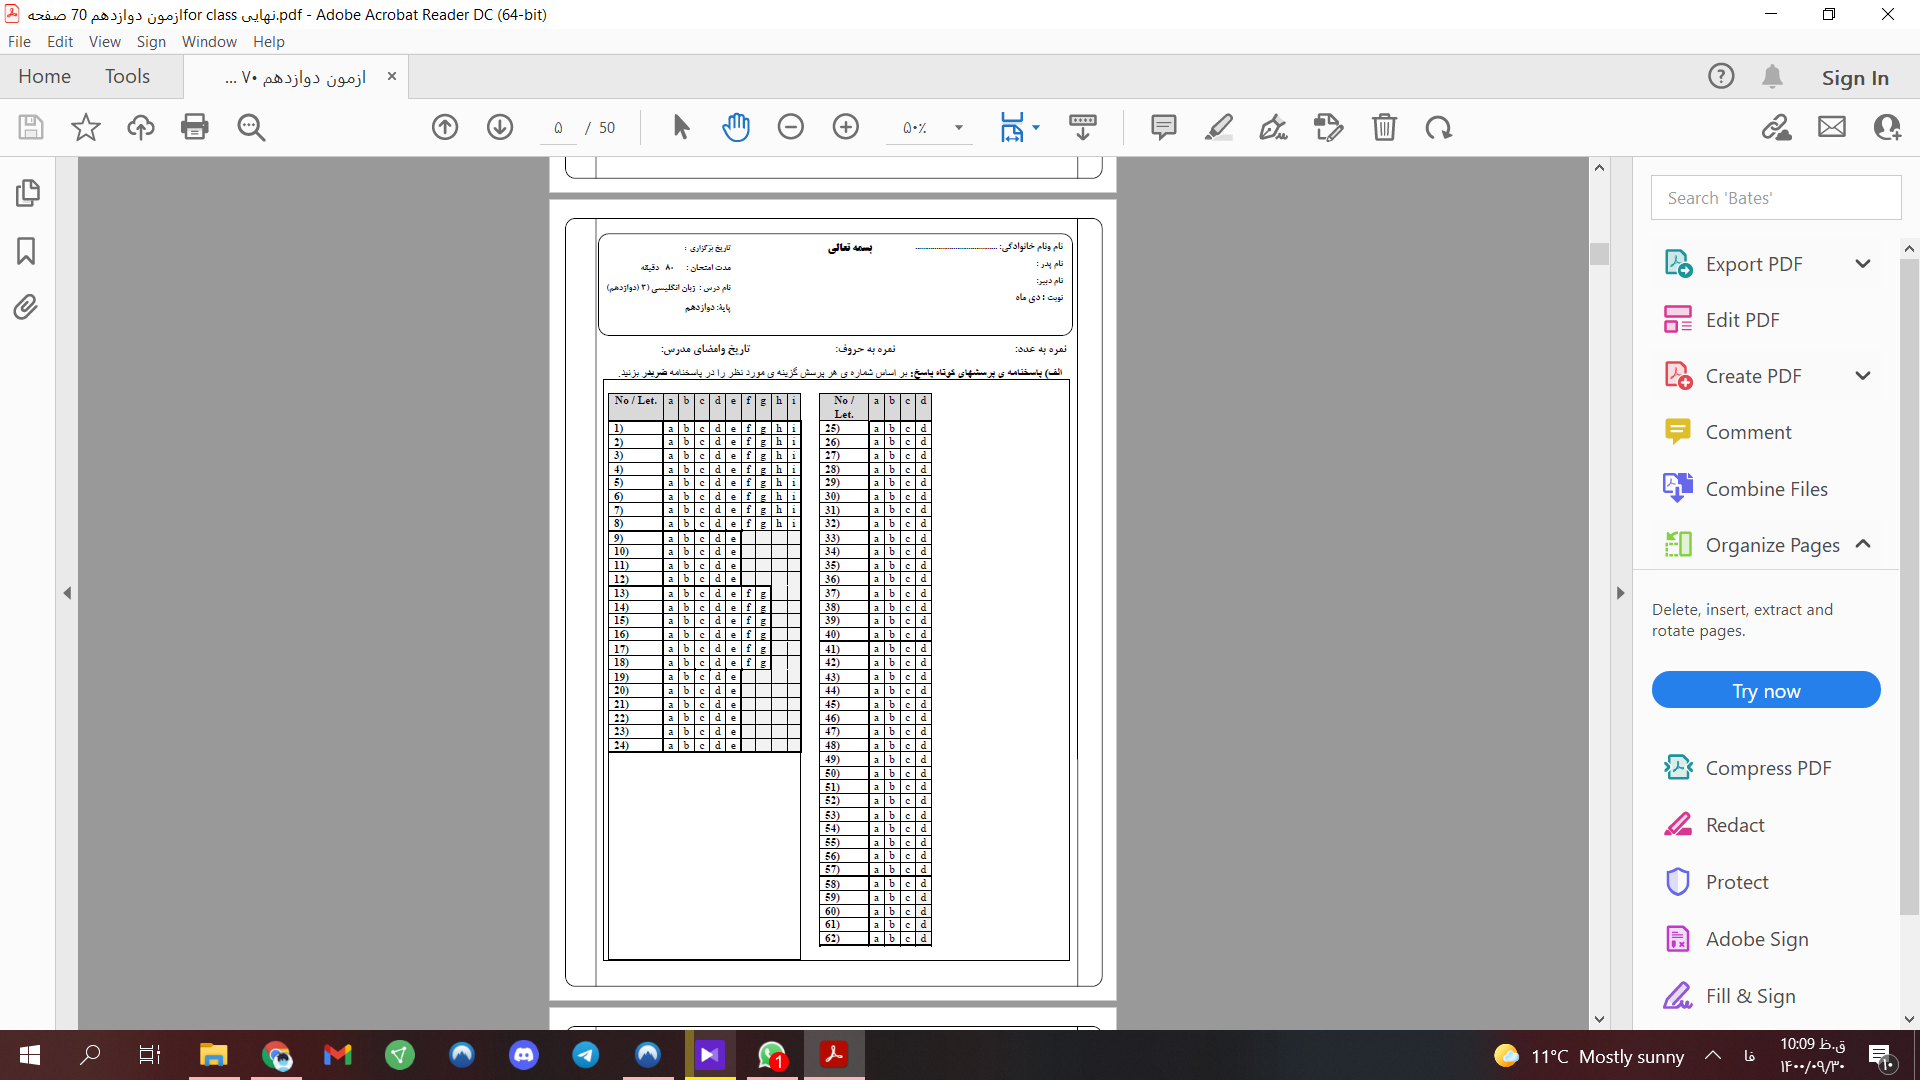 ازمون دوازدهم 70 صفحه for class نهایی.pdf - Adobe Acrobat Reader DC (64-bit)
File Edit View Sign Window Help
Home Tools ازمون دوازدهم ۷۰ ... × Sign In
۵ / 50 ۵۰٪
Search 'Bates'
Export PDF
Edit PDF
Create PDF
Comment
Combine Files
Organize Pages
Delete, insert, extract and
rotate pages.
Try now
Compress PDF
Redact
Protect
Adobe Sign
Fill & Sign
نام ونام خانوادگی: ........................................
نام پدر :
نام دبیر:
نوبت : دی ماه
بسمه تعالی
تاریخ برگزاری :
مدت امتحان : ۸۰ دقیقه
نام درس : زبان انگلیسی (۳ (دوازدهم)
پایه: دوازدهم
نمره به عدد: نمره به حروف: تاریخ وامضای مدرس:
الف) پاسخنامه ی پرسشهای کوتاه پاسخ: بر اساس شماره ی هر پرسش گزینه ی مورد نظر را در پاسخنامه ضربدر بزنید.
No / Let. a b c d e f g h i
1) a b c d e f g h i
2) a b c d e f g h i
3) a b c d e f g h i
4) a b c d e f g h i
5) a b c d e f g h i
6) a b c d e f g h i
7) a b c d e f g h i
8) a b c d e f g h i
9) a b c d e
10) a b c d e
11) a b c d e
12) a b c d e
13) a b c d e f g
14) a b c d e f g
15) a b c d e f g
16) a b c d e f g
17) a b c d e f g
18) a b c d e f g
19) a b c d e
20) a b c d e
21) a b c d e
22) a b c d e
23) a b c d e
24) a b c d e
No / a b c d
Let.
25) a b c d
26) a b c d
27) a b c d
28) a b c d
29) a b c d
30) a b c d
31) a b c d
32) a b c d
33) a b c d
34) a b c d
35) a b c d
36) a b c d
37) a b c d
38) a b c d
39) a b c d
40) a b c d
41) a b c d
42) a b c d
43) a b c d
44) a b c d
45) a b c d
46) a b c d
47) a b c d
48) a b c d
49) a b c d
50) a b c d
51) a b c d
52) a b c d
53) a b c d
54) a b c d
55) a b c d
56) a b c d
57) a b c d
58) a b c d
59) a b c d
60) a b c d
61) a b c d
62) a b c d
1
11°C Mostly sunny فا
10:09 ق.ظ
۱۴۰۰/۰۹/۳۰
۱۰